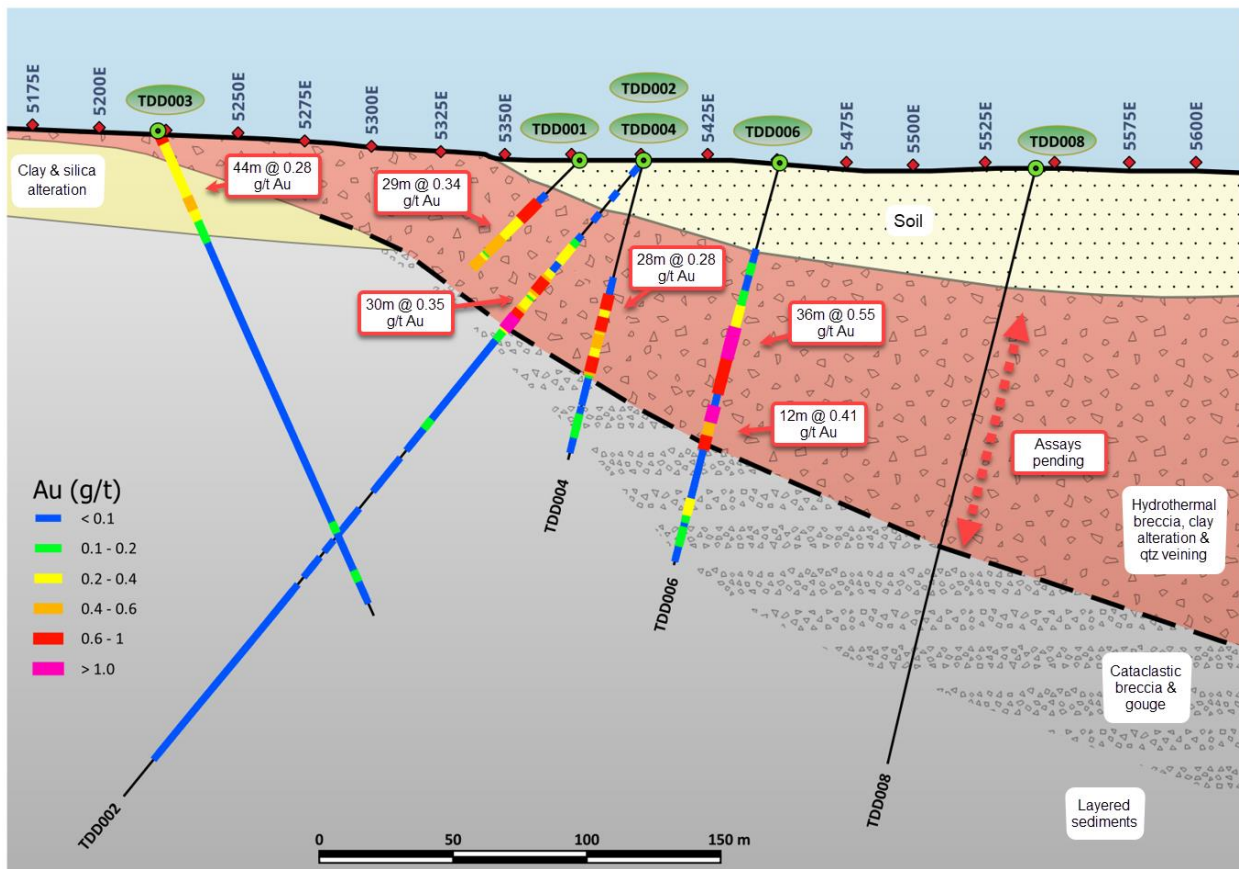 5175E
5200E
TDD003
5250E
5275E
5300E
5325E
5350E
TDD001
TDD002
TDD004
5425E
TDD006
5475E
5500E
5525E
TDD008
5575E
5600E
Clay & silica
alteration
44m @ 0.28
g/t Au
29m @ 0.34
g/t Au
Soil
28m @ 0.28
g/t Au
30m @ 0.35
g/t Au
36m @ 0.55
g/t Au
12m @ 0.41
g/t Au
Assays
pending
Au (g/t)
< 0.1
0.1 - 0.2
0.2 - 0.4
0.4 - 0.6
0.6 - 1
> 1.0
TDD004
Hydrothermal
breccia, clay
alteration &
qtz veining
TDD006
Cataclastic
breccia &
gouge
TDD002
TDD008
Layered
sediments
0 50 100 150 m